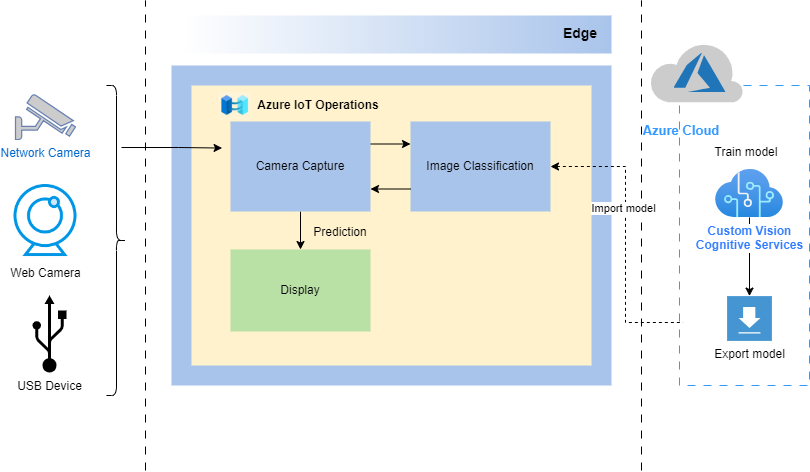 Edge
Azure IoT Operations
Network Camera
Camera Capture
Image Classification
Azure Cloud
Train model
Import model
Prediction
Custom Vision
Cognitive Services
Web Camera
Display
Export model
USB Device